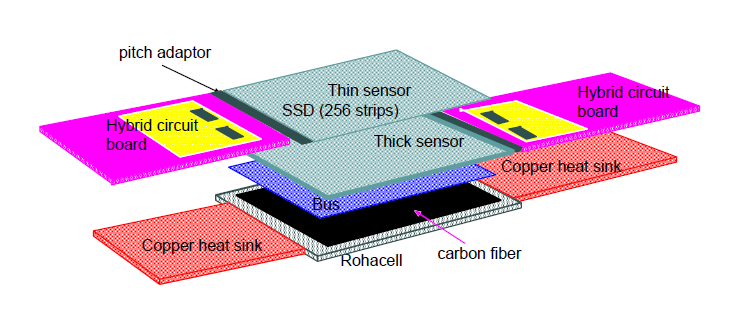 pitch adaptor
Thin sensor
SSD (256 strips)
Hybrid circuit
board
Hybrid circuit
board
Thick sensor
Copper heat sink
Bus
Copper heat sink
carbon fiber
Rohacell